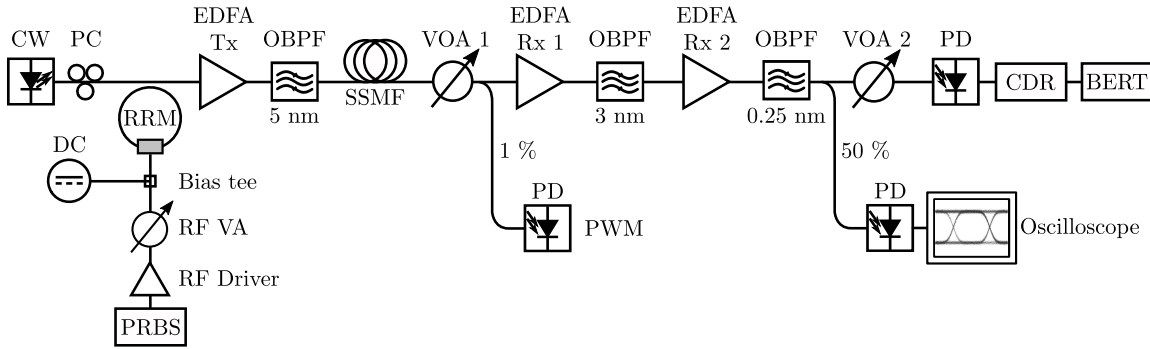 CW
PC
EDFA
Tx
OBPF
5 nm
SSMF
VOA 1
EDFA
Rx 1
OBPF
3 nm
EDFA
Rx 2
OBPF
0.25 nm
VOA 2
PD
CDR
BERT
RRM
DC
Bias tee
RF VA
RF Driver
PRBS
1 %
PD
PWM
50 %
PD
Oscilloscope